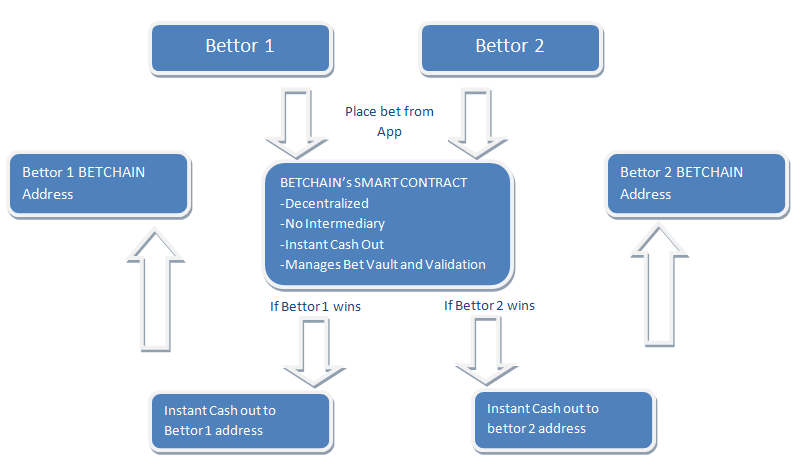 Bettor 1
Bettor 2
Place bet from
App
Bettor 1 BETCHAIN
Address
BETCHAIN’s SMART CONTRACT
-Decentralized
-No Intermediary
-Instant Cash Out
-Manages Bet Vault and Validation
Bettor 2 BETCHAIN
Address
If Bettor 1 wins
If Bettor 2 wins
Instant Cash out to
Bettor1 address
Instant Cash out to
bettor 2 address